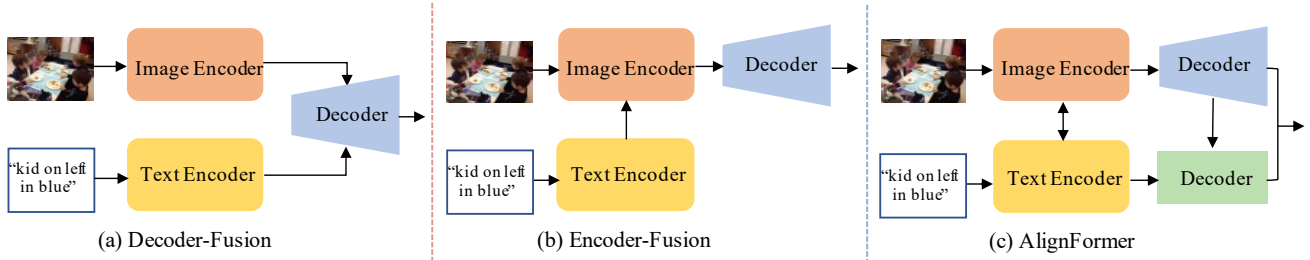 Image Encoder
Decoder
"kid on left
in blue"
Text Encoder
(a) Decoder-Fusion
Image Encoder
Decoder
"kid on left
in blue"
Text Encoder
(b) Encoder-Fusion
Image Encoder
Decoder
"kid on left
in blue"
Text Encoder
Decoder
(c) AlignFormer